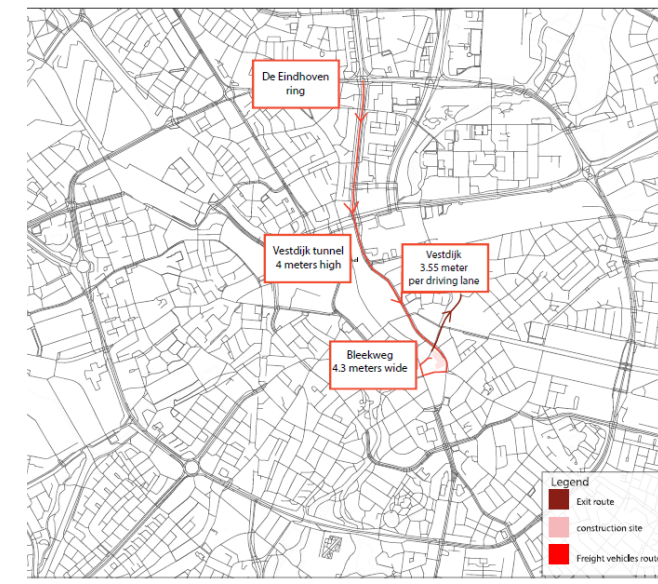 De Eindhoven
ring
Vestdijk tunnel
4 meters high
Vestdijk
3.55 meter
per driving lane
Bleekweg
4.3 meters wide
Legend
Exit route
construction site
Freight vehicles route